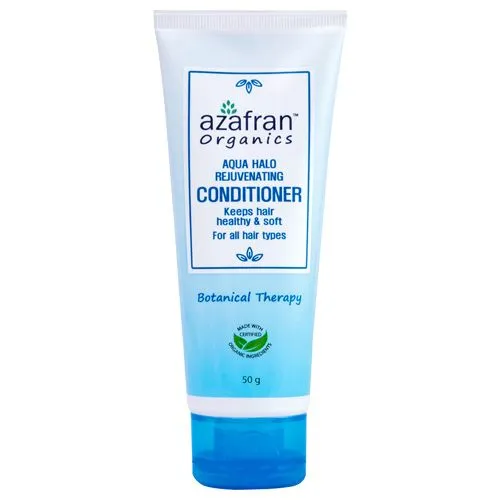 azafran™
Organics
AQUA HALO
REJUVENATING
CONDITIONER
Keeps hair
healthy & soft
For all hair types
Botanical Therapy
MADE WITH
CERTIFIED
ORGANIC INGREDIENTS
50 g